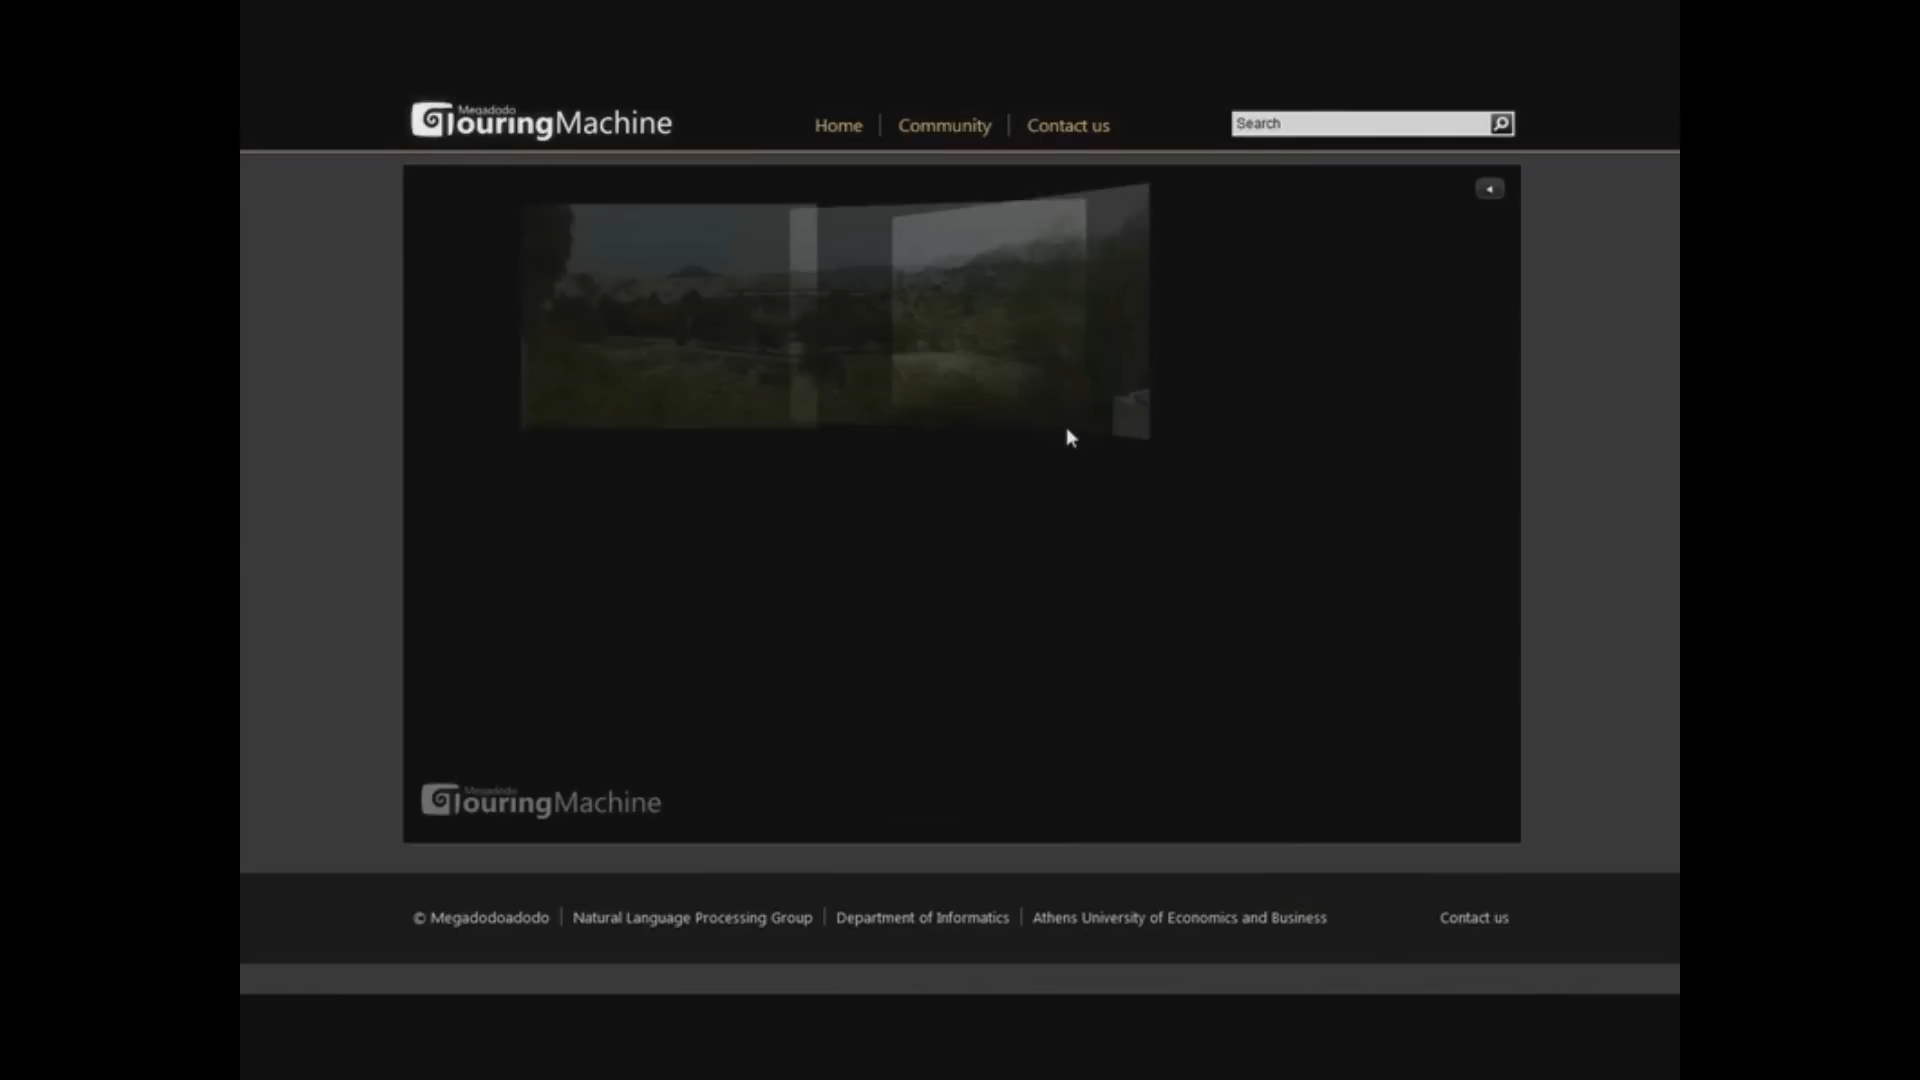 Megadodo
TouringMachine
Home
Community
Contact us
Search
Megadodo
TouringMachine
© Megadodoadodo
Natural Language Processing Group
Department of Informatics
Athens University of Economics and Business
Contact us